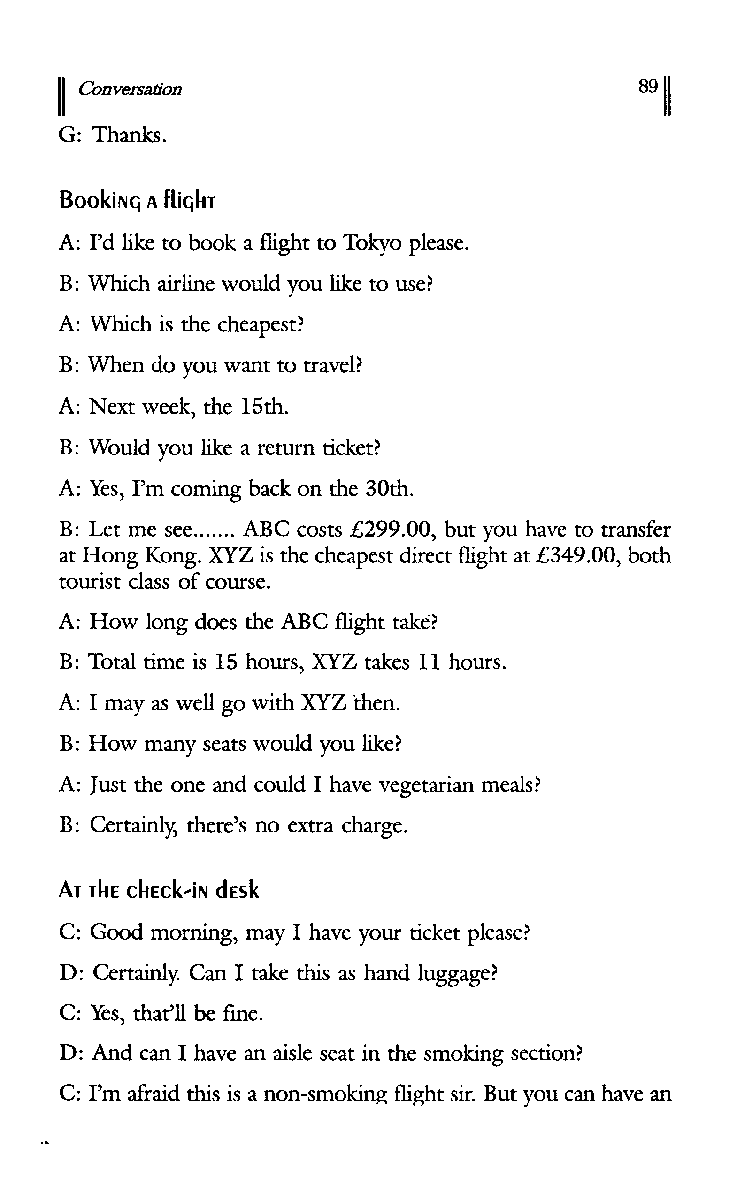 Conversation 89
G: Thanks.
Booking a flight
A: I'd like to book a flight to Tokyo please.
B: Which airline would you like to use?
A: Which is the cheapest?
B: When do you want to travel?
A: Next week, the 15th.
B: Would you like a return ticket?
A: Yes, I'm coming back on the 30th.
B: Let me see....... ABC costs £299.00, but you have to transfer
at Hong Kong. XYZ is the cheapest direct flight at £349.00, both
tourist class of course.
A: How long does the ABC flight take?
B: Total time is 15 hours, XYZ takes 11 hours.
A: I may as well go with XYZ then.
B: How many seats would you like?
A: Just the one and could I have vegetarian meals?
B: Certainly, there's no extra charge.
At the check-in desk
C: Good morning, may I have your ticket please?
D: Certainly. Can I take this as hand luggage?
C: Yes, that'll be fine.
D: And can I have an aisle seat in the smoking section?
C: I'm afraid this is a non-smoking flight sir. But you can have an